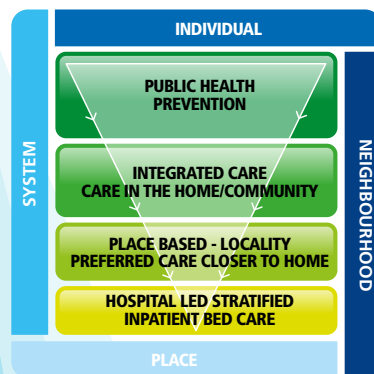 INDIVIDUAL
SYSTEM
PUBLIC HEALTH
PREVENTION
INTEGRATED CARE
CARE IN THE HOME/COMMUNITY
PLACE BASED - LOCALITY
PREFERRED CARE CLOSER TO HOME
HOSPITAL LED STRATIFIED
INPATIENT BED CARE
NEIGHBOURHOOD
PLACE